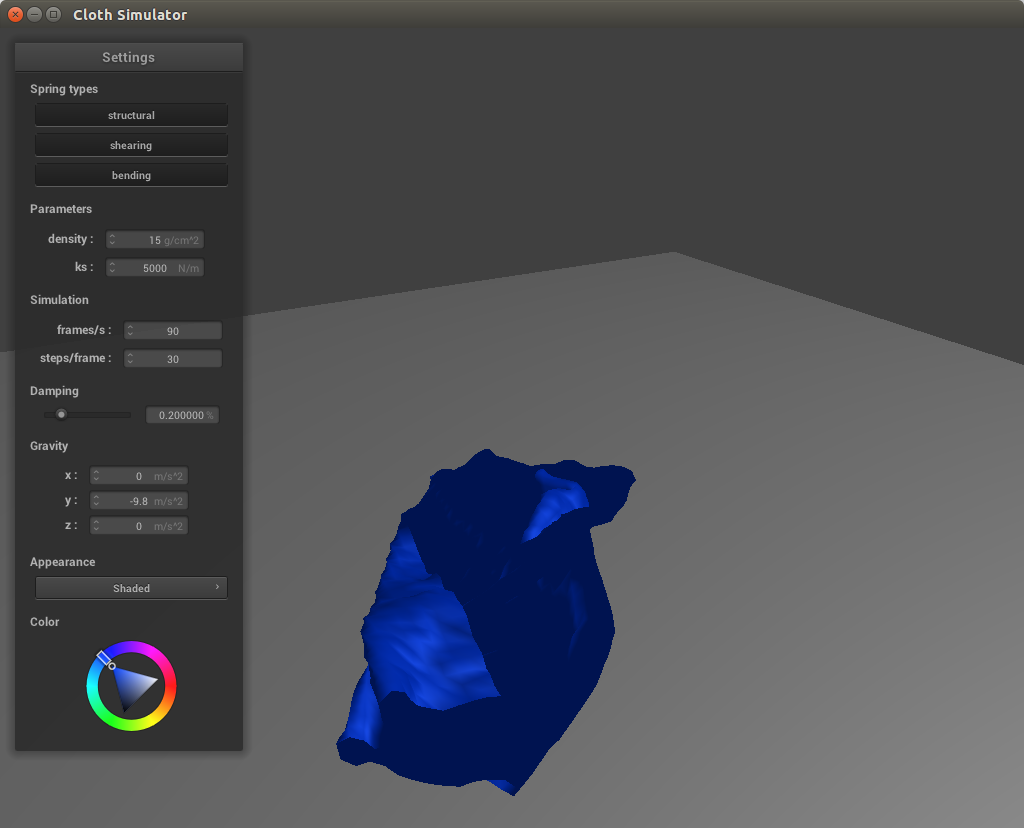 Cloth Simulator
Settings
Spring types
structural
shearing
bending
Parameters
density : 15 g/cm^2
ks : 5000 N/m
Simulation
frames/s : 90
steps/frame : 30
Damping
0.200000 %
Gravity
x : 0 m/s^2
y : -9.8 m/s^2
z : 0 m/s^2
Appearance
Shaded
Color